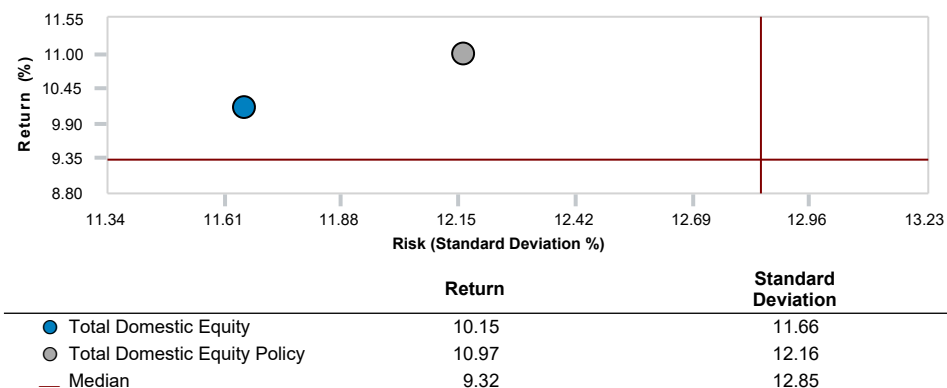 11.55
11.00
10.45
9.90
9.35
8.80
Return (%)
11.34 11.61 11.88 12.15 12.42 12.69 12.96 13.23
Risk (Standard Deviation %)
Return Standard Deviation
Total Domestic Equity 10.15 11.66
Total Domestic Equity Policy 10.97 12.16
Median 9.32 12.85